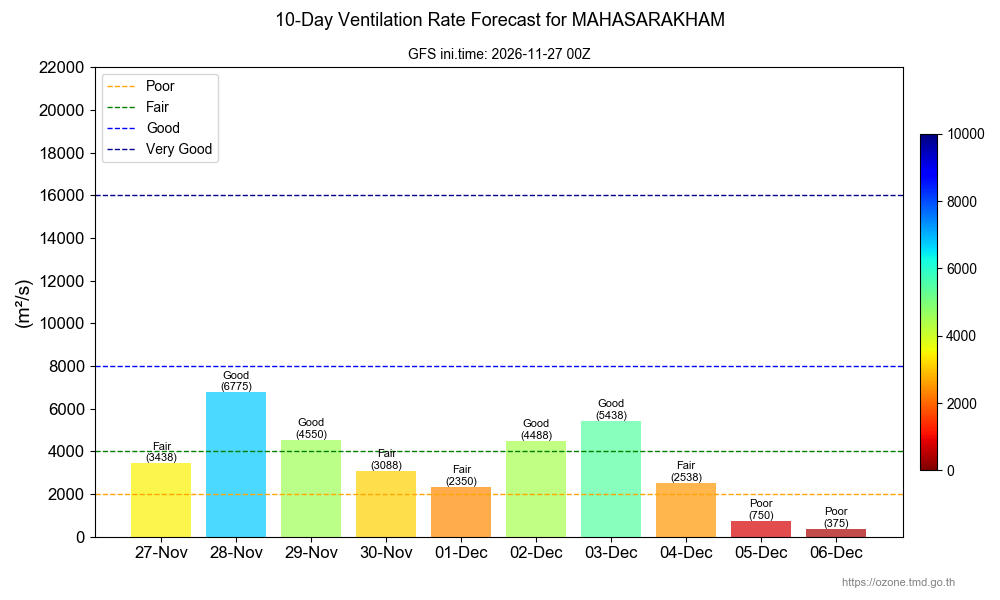 10-Day Ventilation Rate Forecast for MAHASARAKHAM
GFS ini.time: 2026-11-27 00Z
(m²/s)
22000
20000
18000
16000
14000
12000
10000
8000
6000
4000
2000
0
Poor
Fair
Good
Very Good
Fair
(3438)
Good
(6775)
Good
(4550)
Fair
(3088)
Fair
(2350)
Good
(4488)
Good
(5438)
Fair
(2538)
Poor
(750)
Poor
(375)
27-Nov 28-Nov 29-Nov 30-Nov 01-Dec 02-Dec 03-Dec 04-Dec 05-Dec 06-Dec
10000
8000
6000
4000
2000
0
https://ozone.tmd.go.th